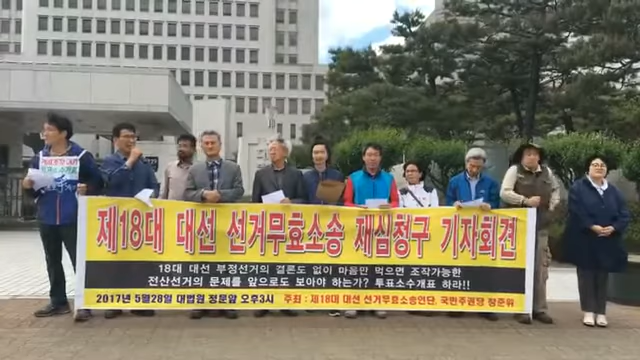 제18대 대선 선거무효소송 재심청구 기자회견
18대 대선 부정선거의 결론도 없이 마음만 먹으면 조작가능한
전산선거의 문제를 앞으로도 보아야 하는가? 투표소수개표 하라!!
2017년 5월28일 대법원 정문앞 오후3시 주최 : 제18대 대선 선거무효소송인단, 국민주권당 창준위